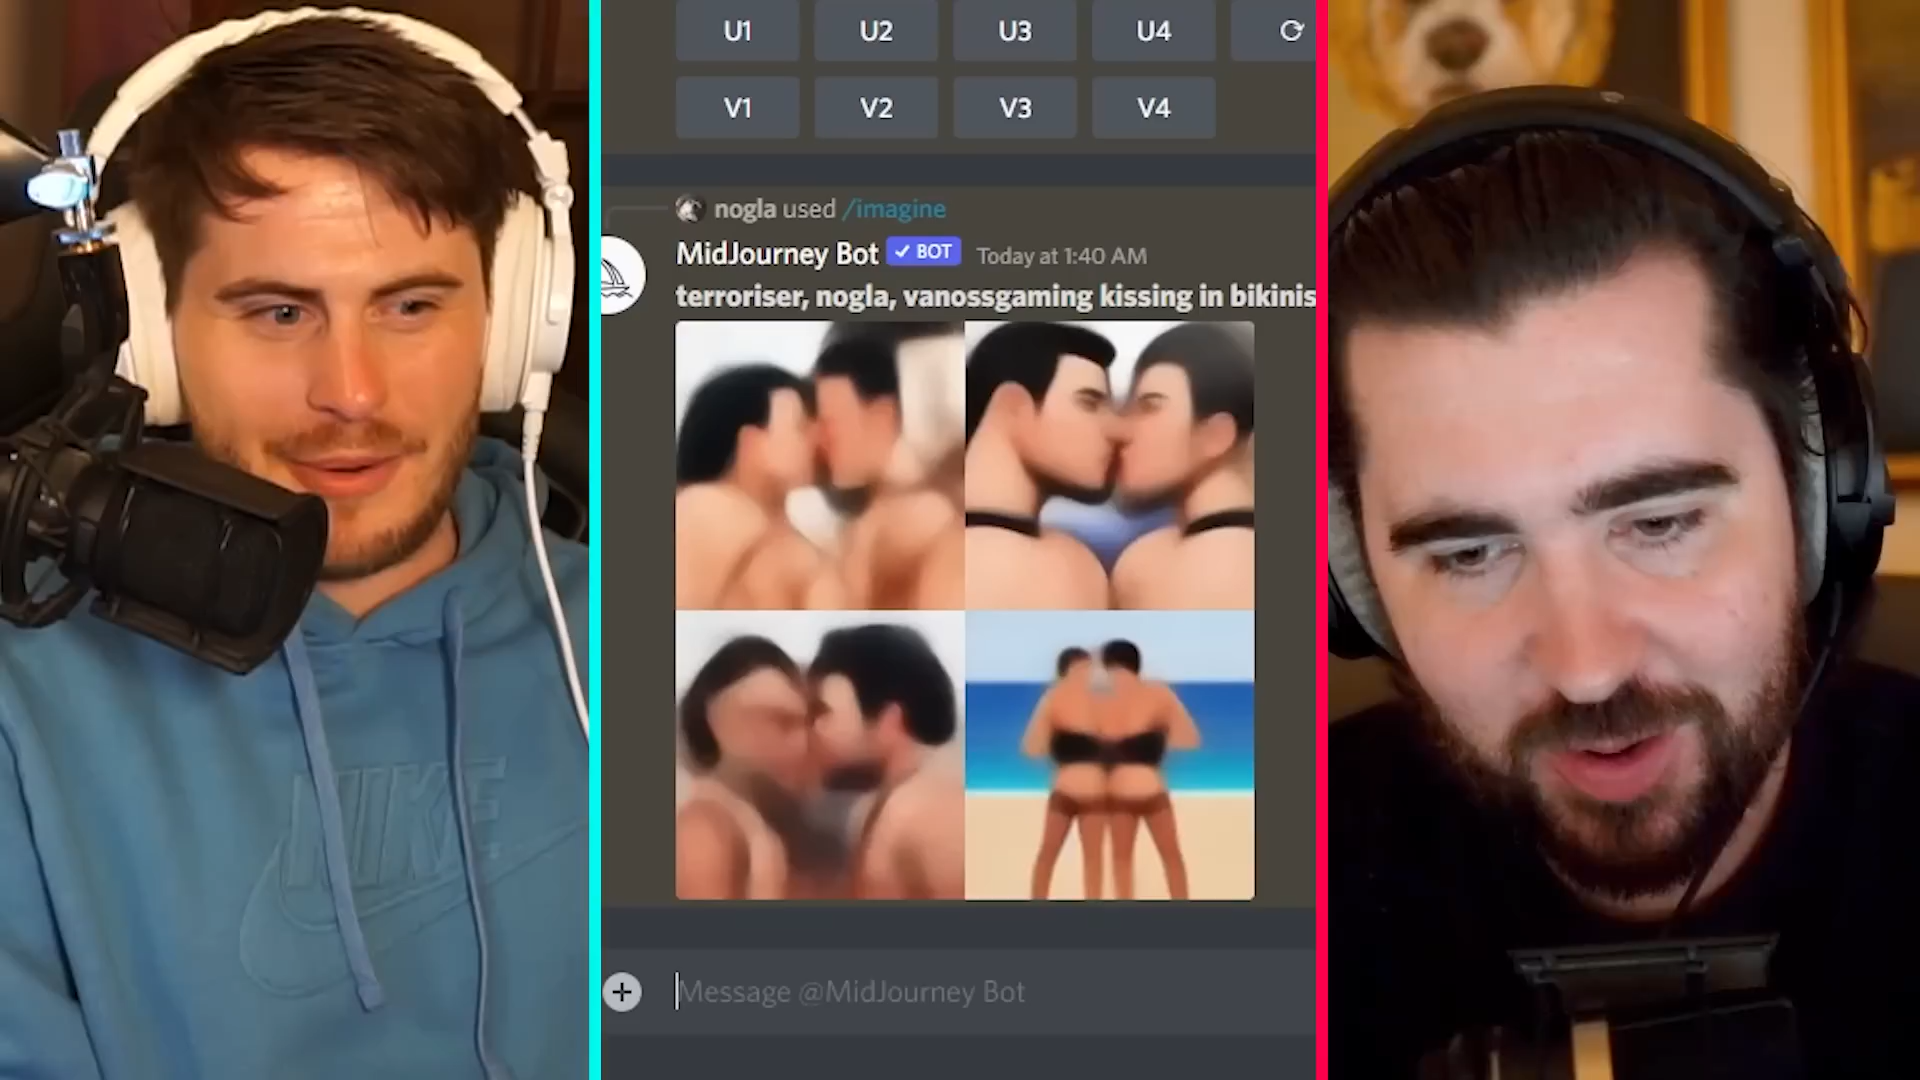 U1 U2 U3 U4
V1 V2 V3 V4
nogla used /imagine
MidJourney Bot BOT Today at 1:40 AM
terroriser, nogla, vanossgaming kissing in bikinis
Message @MidJourney Bot
NIKE